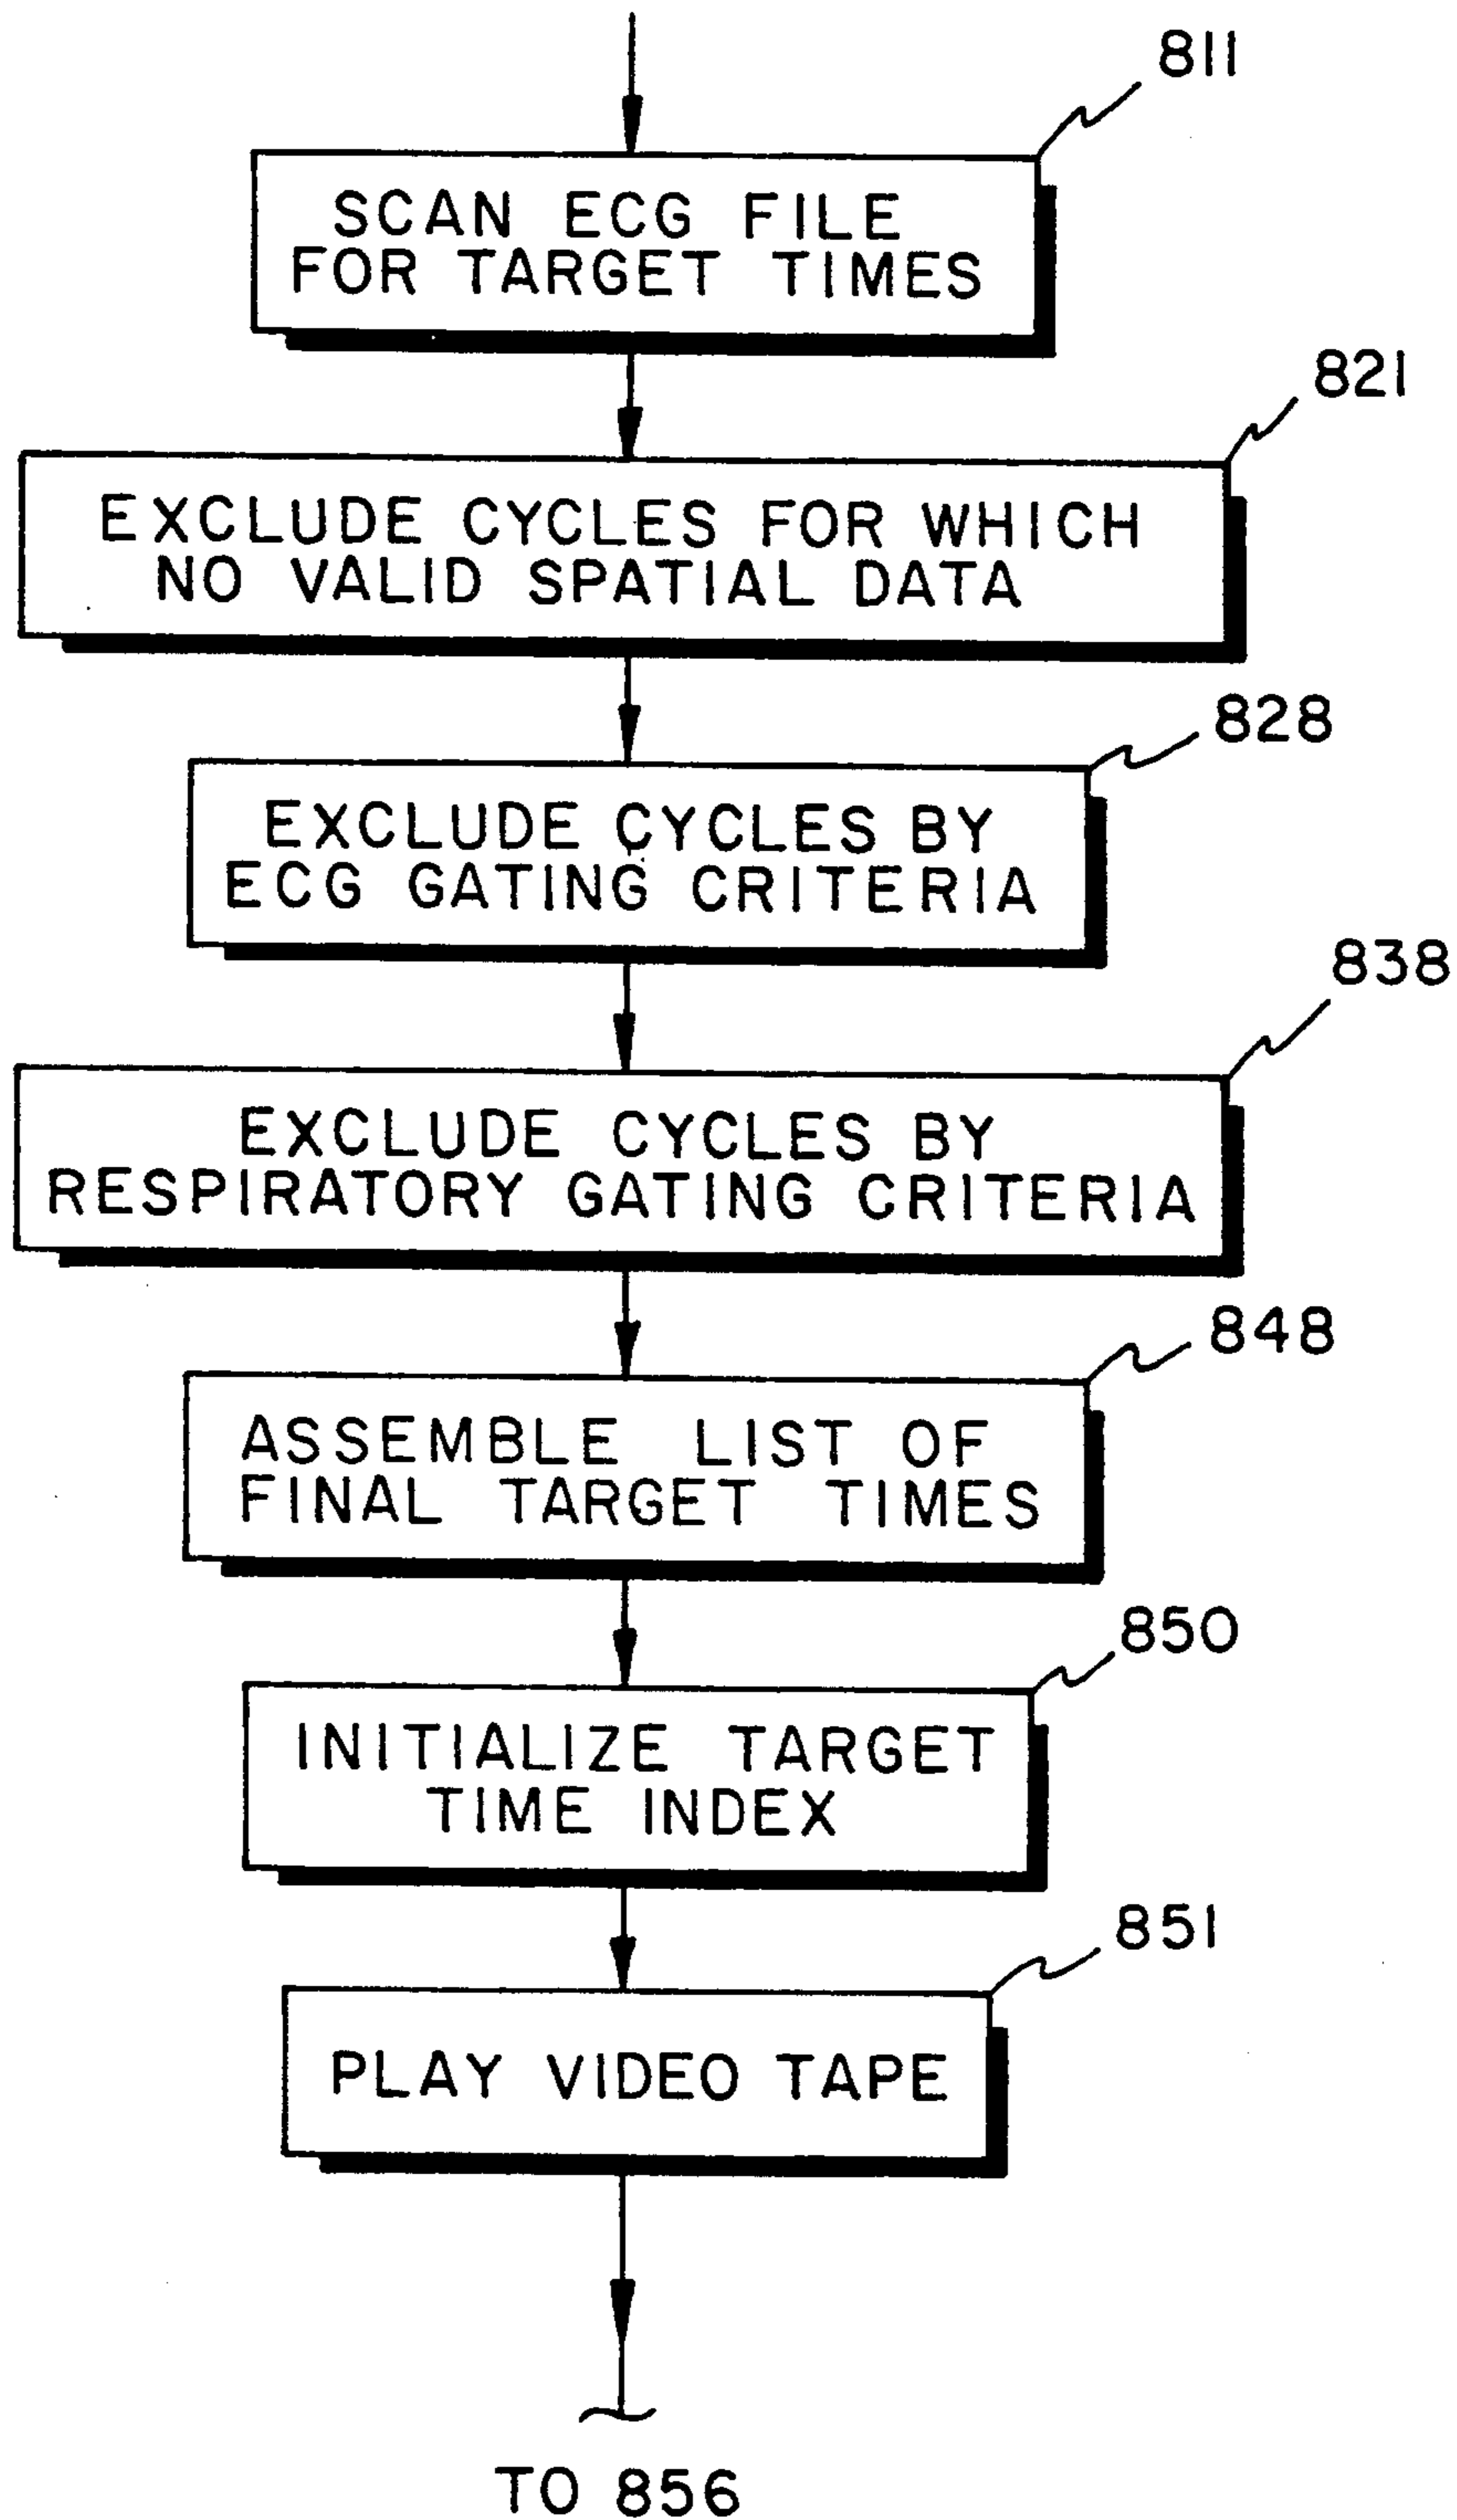 811
SCAN ECG FILE
FOR TARGET TIMES
821
EXCLUDE CYCLES FOR WHICH
NO VALID SPATIAL DATA
828
EXCLUDE CYCLES BY
ECG GATING CRITERIA
838
EXCLUDE CYCLES BY
RESPIRATORY GATING CRITERIA
848
ASSEMBLE LIST OF
FINAL TARGET TIMES
850
INITIALIZE TARGET
TIME INDEX
851
PLAY VIDEO TAPE
TO 856